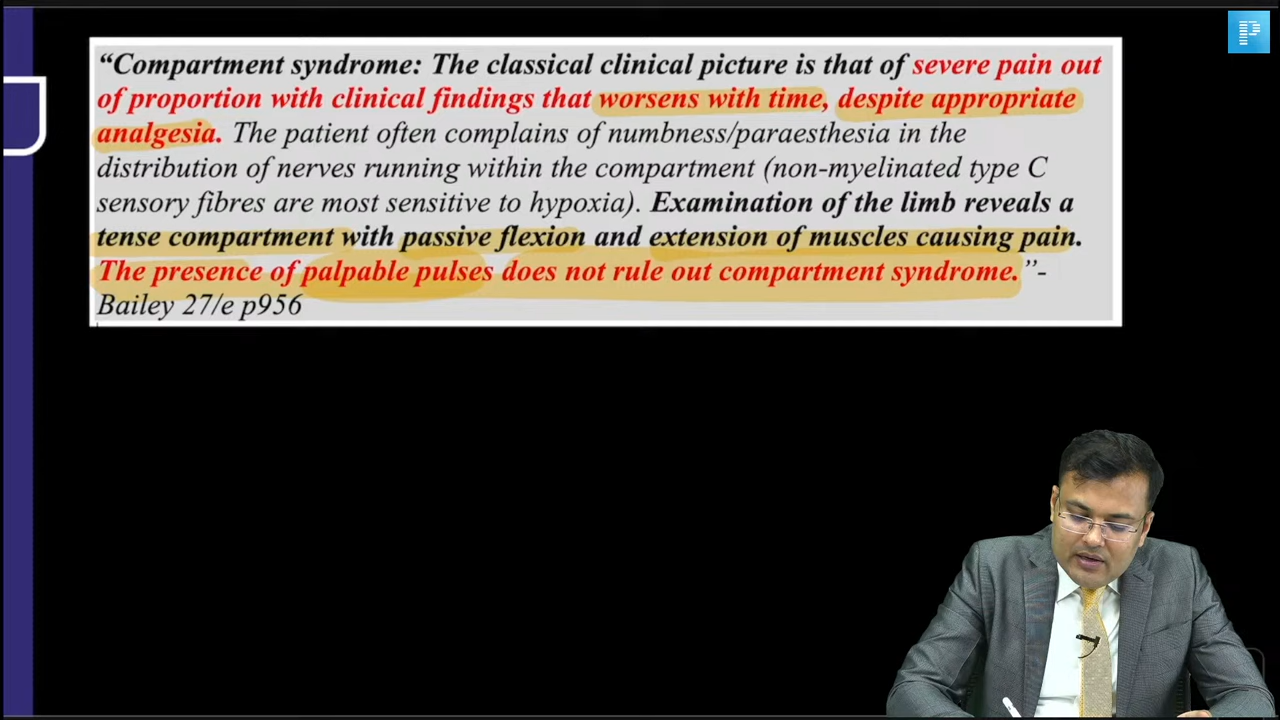 “Compartment syndrome: The classical clinical picture is that of severe pain out
of proportion with clinical findings that worsens with time, despite appropriate
analgesia. The patient often complains of numbness/paraesthesia in the
distribution of nerves running within the compartment (non-myelinated type C
sensory fibres are most sensitive to hypoxia). Examination of the limb reveals a
tense compartment with passive flexion and extension of muscles causing pain.
The presence of palpable pulses does not rule out compartment syndrome.”-
Bailey 27/e p956